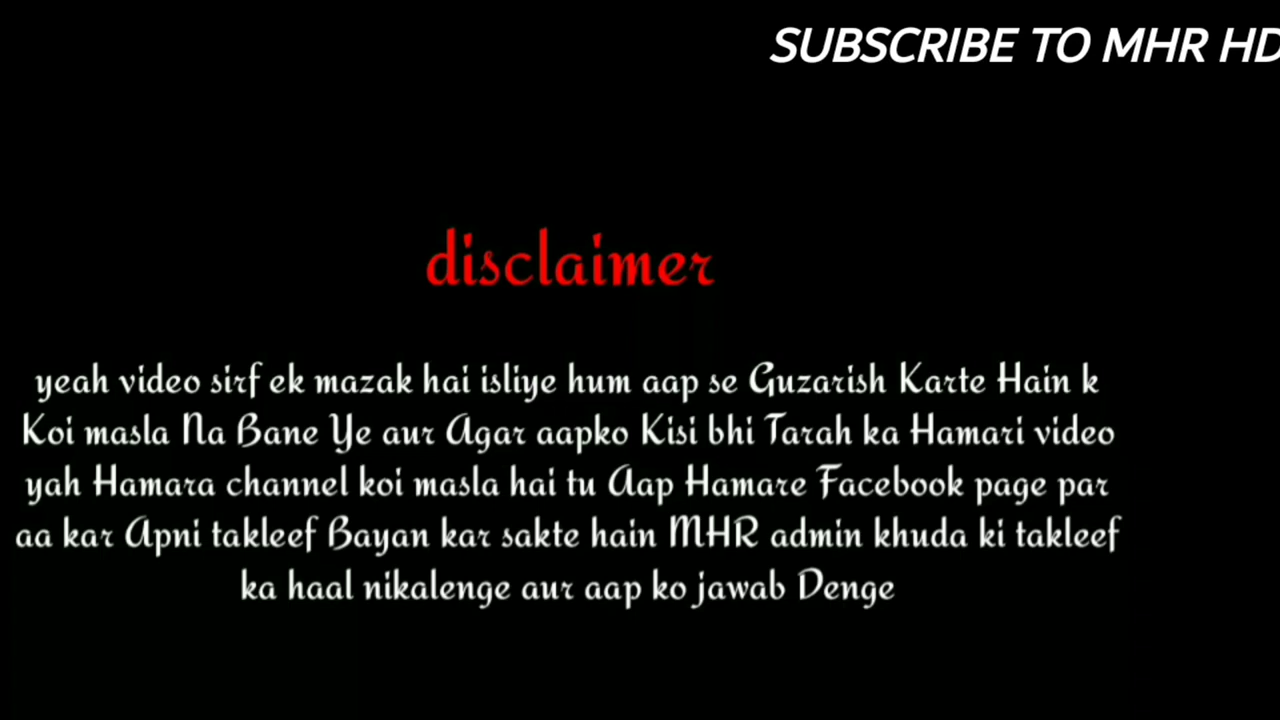 SUBSCRIBE TO MHR HD
disclaimer
yeah video sirf ek mazak hai isliye hum aap se Guzarish Karte Hain k
Koi masla Na Bane Ye aur Agar aapko Kisi bhi Tarah ka Hamari video
yah Hamara channel koi masla hai tu Aap Hamare Facebook page par
aa kar Apni takleef Bayan kar sakte hain MHR admin khuda ki takleef
ka haal nikalenge aur aap ko jawab Denge